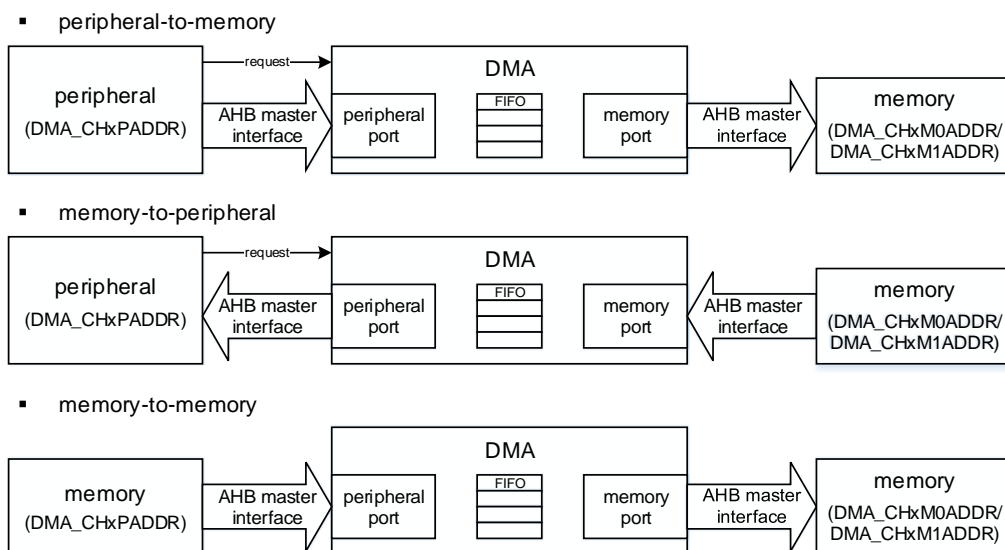 ▪ peripheral-to-memory
peripheral
(DMA_CHxPADDR)
request
AHB master
interface
DMA
peripheral
port
FIFO
memory
port
AHB master
interface
memory
(DMA_CHxM0ADDR/
DMA_CHxM1ADDR)
▪ memory-to-peripheral
peripheral
(DMA_CHxPADDR)
request
AHB master
interface
DMA
peripheral
port
FIFO
memory
port
AHB master
interface
memory
(DMA_CHxM0ADDR/
DMA_CHxM1ADDR)
▪ memory-to-memory
memory
(DMA_CHxPADDR)
AHB master
interface
DMA
peripheral
port
FIFO
memory
port
AHB master
interface
memory
(DMA_CHxM0ADDR/
DMA_CHxM1ADDR)